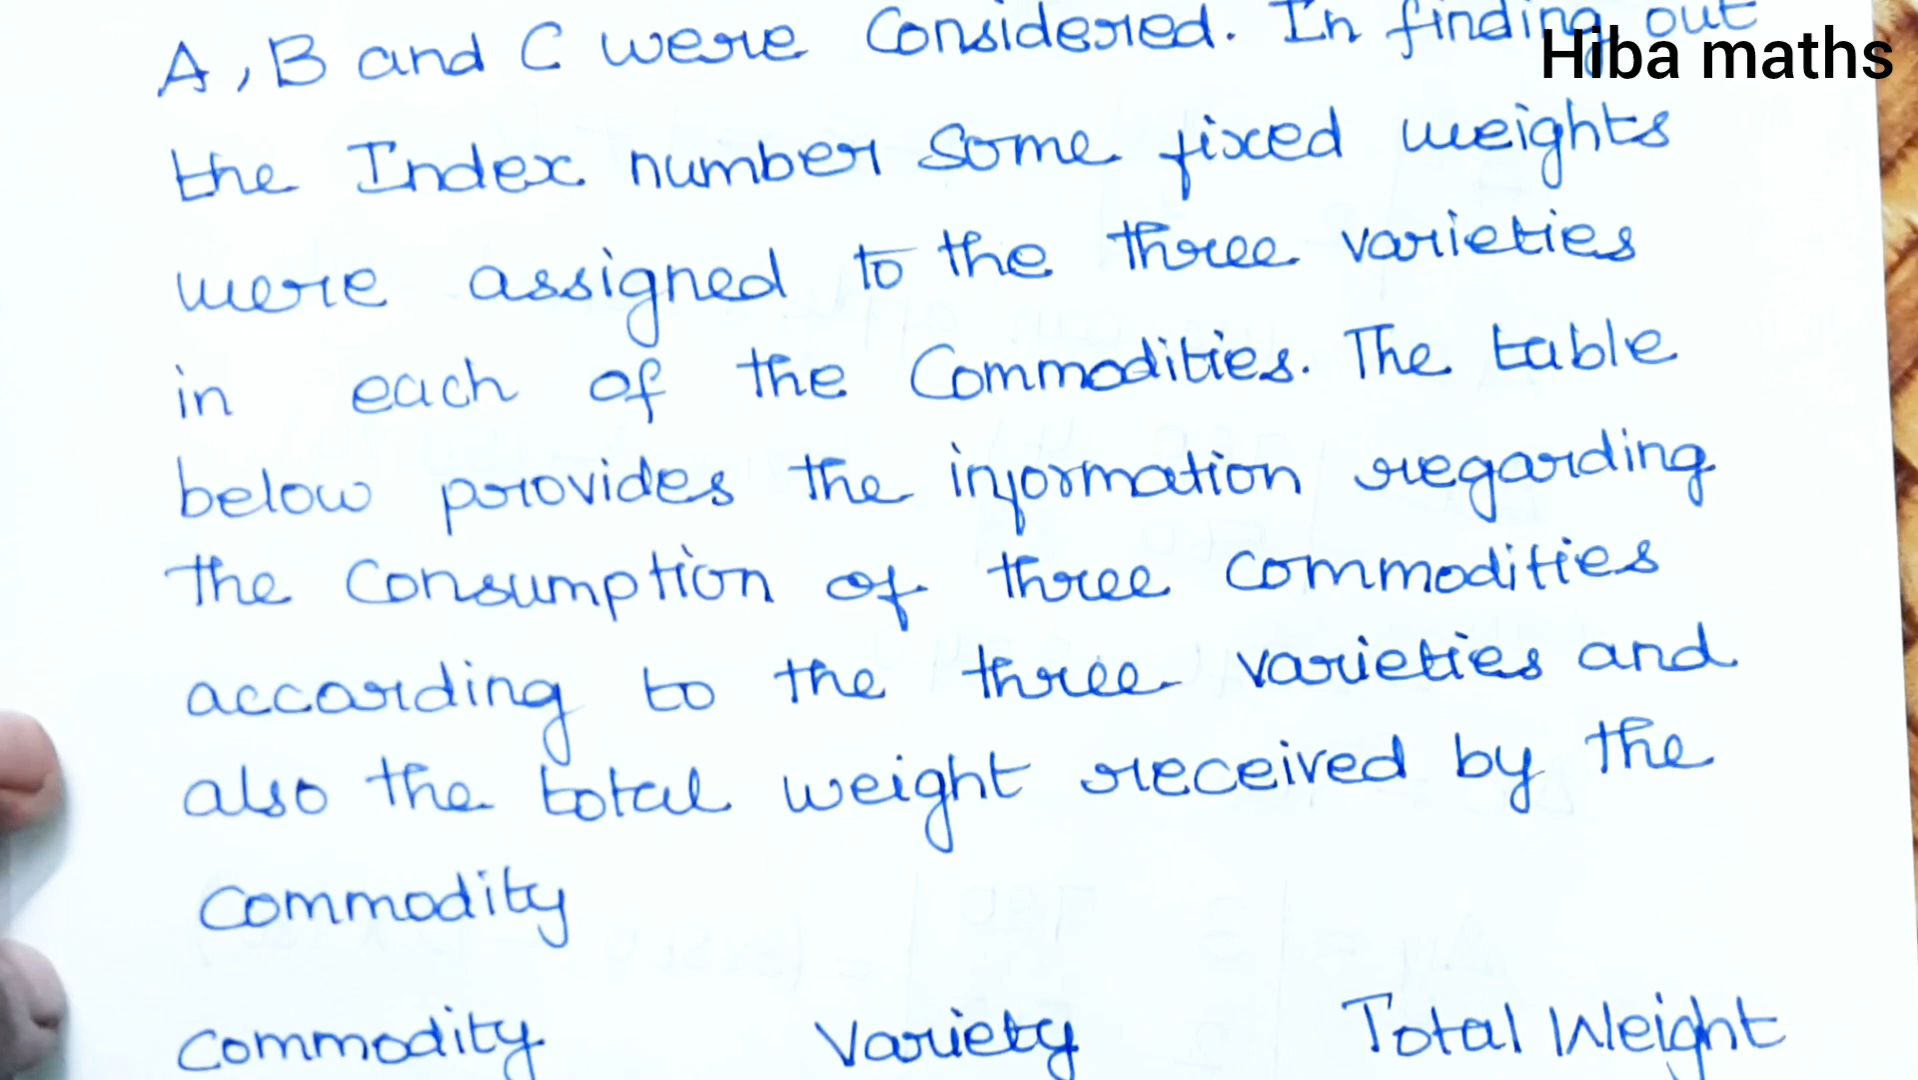 A, B and C were Considered. In finding out
Hiba maths
the Index number Some fixed weights
were assigned to the three varieties
in each of the Commodities. The table
below provides the information regarding
the Consumption of three Commodities
according to the three varieties and
also the total weight received by the
Commodity
Commodity Variety Total Weight